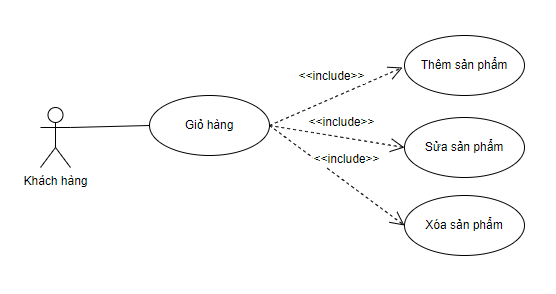 Thêm sản phẩm
<<include>>
Giỏ hàng
<<include>>
Sửa sản phẩm
<<include>>
Khách hàng
Xóa sản phẩm